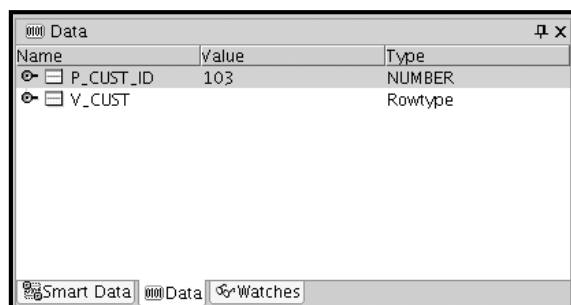 Data
Name Value Type
P_CUST_ID 103 NUMBER
V_CUST Rowtype
Smart Data Data Watches